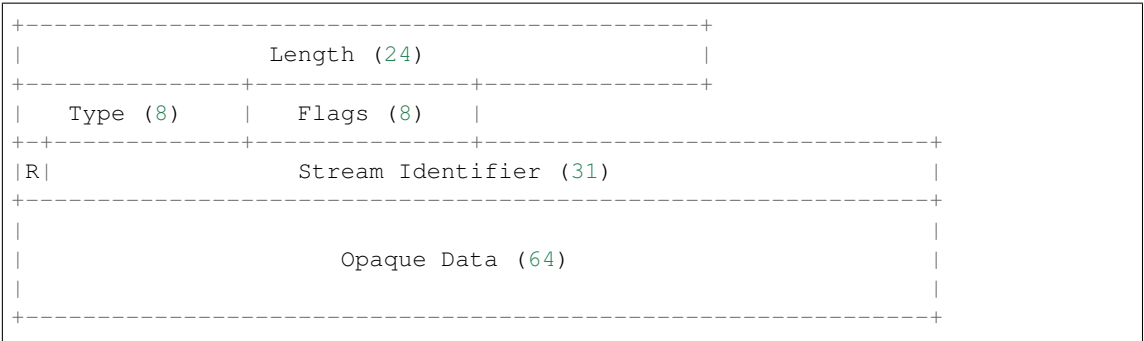 +-----------------------------------------------+
|                 Length (24)                   |
+---------------+---------------+---------------+
|   Type (8)    |   Flags (8)   |
+-+-------------+---------------+-------------------------------+
|R|                 Stream Identifier (31)                      |
+---------------------------------------------------------------+
|                                                               |
|                      Opaque Data (64)                         |
|                                                               |
+---------------------------------------------------------------+